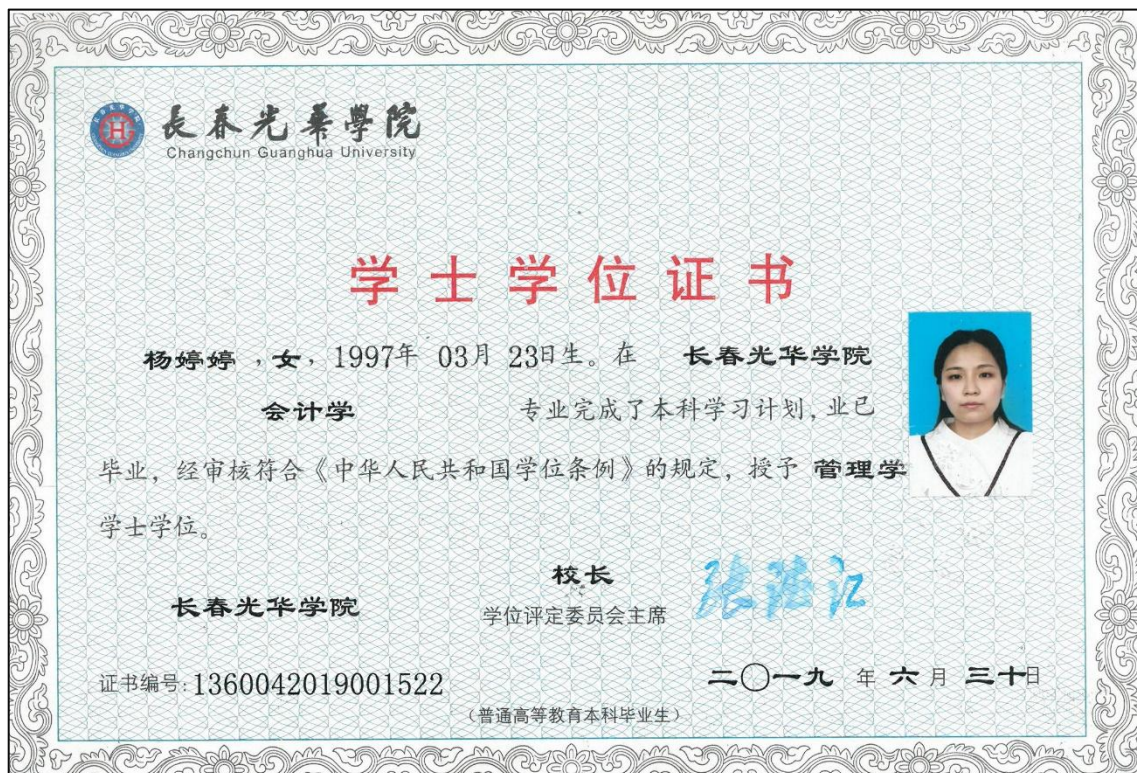 長春光華學院
Changchun Guanghua University
学士学位证书
杨婷婷 ,女, 1997年 03月 23日生。在 长春光华学院
会计学 专业完成了本科学习计划, 业已
毕业, 经审核符合《中华人民共和国学位条例》的规定, 授予 管理学
学士学位。
校长
长春光华学院
学位评定委员会主席
证书编号: 1360042019001522
二〇一九 年 六 月 三十日
(普通高等教育本科毕业生)